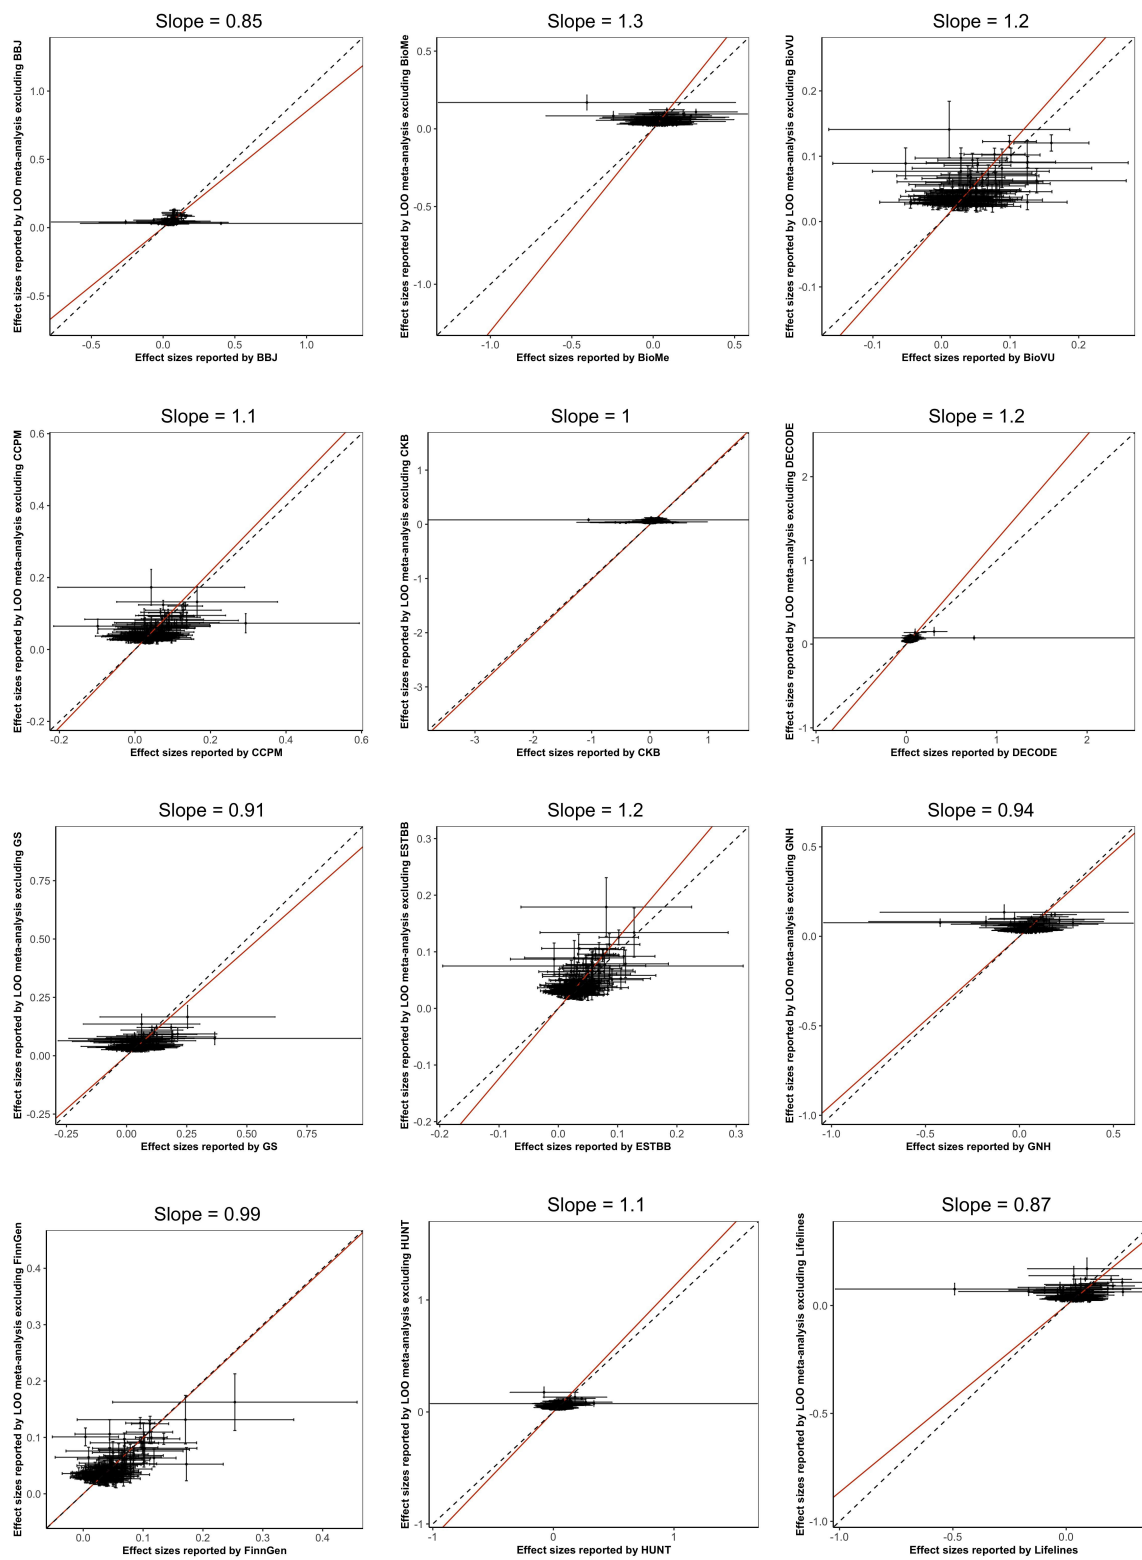 Slope = 0.85
Effect sizes reported by LOO meta-analysis excluding BBJ
1.0
0.5
0.0
-0.5
-0.5
0.0
0.5
1.0
Effect sizes reported by BBJ
Slope = 1.3
Effect sizes reported by LOO meta-analysis excluding BioMe
0.5
0.0
-0.5
-1.0
-1.0
-0.5
0.0
0.5
Effect sizes reported by BioMe
Slope = 1.2
Effect sizes reported by LOO meta-analysis excluding BioVU
0.2
0.1
0.0
-0.1
-0.1
0.0
0.1
0.2
Effect sizes reported by BioVU
Slope = 1.1
Effect sizes reported by LOO meta-analysis excluding CCPM
0.6
0.4
0.2
0.0
-0.2
-0.2
0.0
0.2
0.4
0.6
Effect sizes reported by CCPM
Slope = 1
Effect sizes reported by LOO meta-analysis excluding CKB
1
0
-1
-2
-3
-3
-2
-1
0
1
Effect sizes reported by CKB
Slope = 1.2
Effect sizes reported by LOO meta-analysis excluding DECODE
2
1
0
-1
-1
0
1
2
Effect sizes reported by DECODE
Slope = 0.91
Effect sizes reported by LOO meta-analysis excluding GS
0.75
0.50
0.25
0.00
-0.25
-0.25
0.00
0.25
0.50
0.75
Effect sizes reported by GS
Slope = 1.2
Effect sizes reported by LOO meta-analysis excluding ESTBB
0.3
0.2
0.1
0.0
-0.1
-0.2
-0.2
-0.1
0.0
0.1
0.2
0.3
Effect sizes reported by ESTBB
Slope = 0.94
Effect sizes reported by LOO meta-analysis excluding GNH
0.5
0.0
-0.5
-1.0
-1.0
-0.5
0.0
0.5
Effect sizes reported by GNH
Slope = 0.99
Effect sizes reported by LOO meta-analysis excluding FinnGen
0.4
0.3
0.2
0.1
0.0
0.0
0.1
0.2
0.3
0.4
Effect sizes reported by FinnGen
Slope = 1.1
Effect sizes reported by LOO meta-analysis excluding HUNT
1
0
-1
-1
0
1
Effect sizes reported by HUNT
Slope = 0.87
Effect sizes reported by LOO meta-analysis excluding Lifelines
0.0
-0.5
-1.0
-1.0
-0.5
0.0
Effect sizes reported by Lifelines